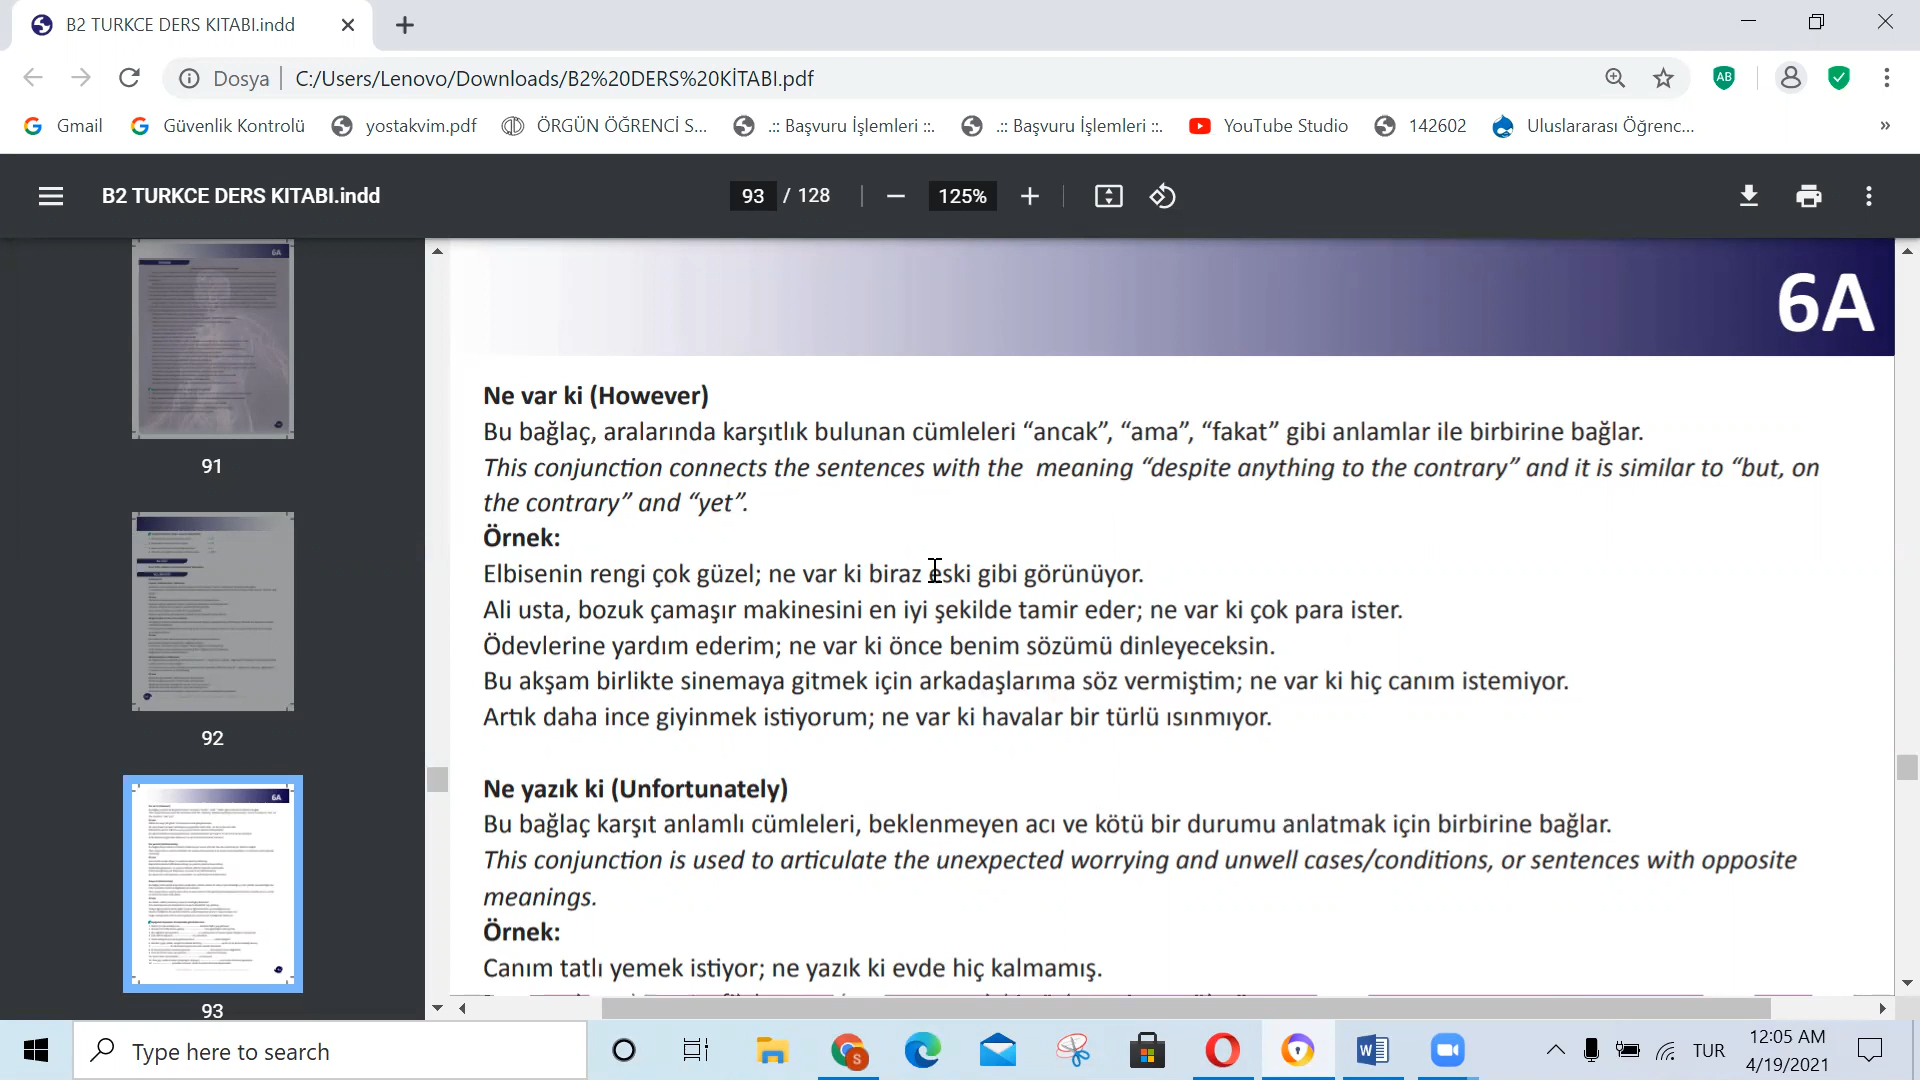 B2 TURKCE DERS KITABI.indd
Dosya C:/Users/Lenovo/Downloads/B2%20DERS%20KİTABI.pdf
AB
Gmail Güvenlik Kontrolü yostakvim.pdf ÖRGÜN ÖĞRENCİ S... .:: Başvuru İşlemleri ::. .:: Başvuru İşlemleri ::. YouTube Studio 142602 Uluslararası Öğrenc... »
B2 TURKCE DERS KITABI.indd 93 / 128 125%
91
92
93
6A
Ne var ki (However)
Bu bağlaç, aralarında karşıtlık bulunan cümleleri “ancak”, “ama”, “fakat” gibi anlamlar ile birbirine bağlar.
This conjunction connects the sentences with the meaning “despite anything to the contrary” and it is similar to “but, on
the contrary” and “yet”.
Örnek:
Elbisenin rengi çok güzel; ne var ki biraz eski gibi görünüyor.
Ali usta, bozuk çamaşır makinesini en iyi şekilde tamir eder; ne var ki çok para ister.
Ödevlerine yardım ederim; ne var ki önce benim sözümü dinleyeceksin.
Bu akşam birlikte sinemaya gitmek için arkadaşlarıma söz vermiştim; ne var ki hiç canım istemiyor.
Artık daha ince giyinmek istiyorum; ne var ki havalar bir türlü ısınmıyor.
Ne yazık ki (Unfortunately)
Bu bağlaç karşıt anlamlı cümleleri, beklenmeyen acı ve kötü bir durumu anlatmak için birbirine bağlar.
This conjunction is used to articulate the unexpected worrying and unwell cases/conditions, or sentences with opposite
meanings.
Örnek:
Canım tatlı yemek istiyor; ne yazık ki evde hiç kalmamış.
Type here to search
TUR
12:05 AM
4/19/2021